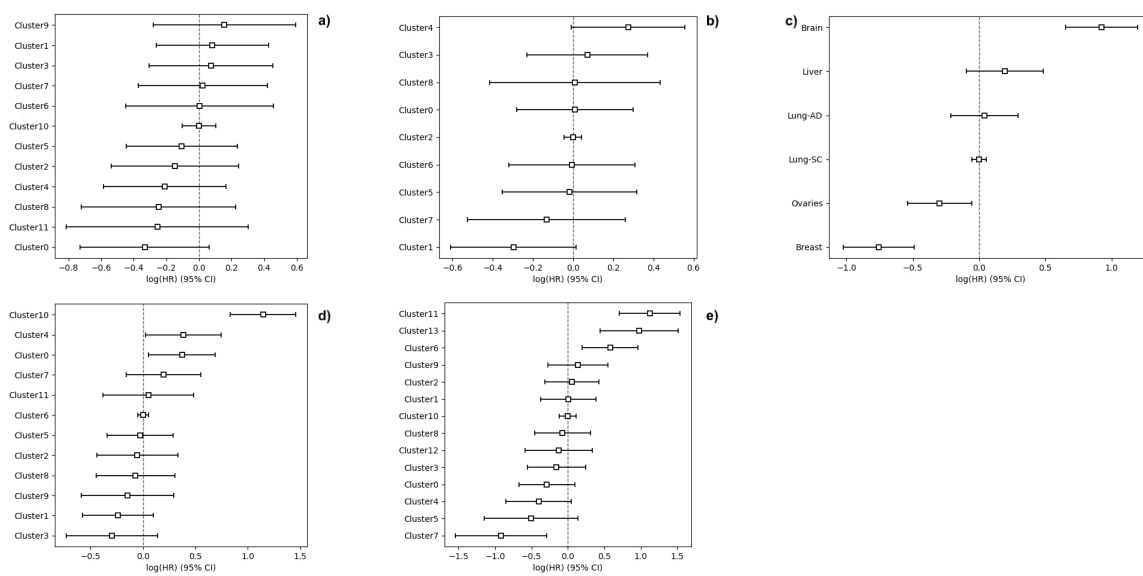 a)
Cluster9
Cluster1
Cluster3
Cluster7
Cluster6
Cluster10
Cluster5
Cluster2
Cluster4
Cluster8
Cluster11
Cluster0
−0.8 −0.6 −0.4 −0.2 0.0 0.2 0.4 0.6
log(HR) (95% CI)
b)
Cluster4
Cluster3
Cluster8
Cluster0
Cluster2
Cluster6
Cluster5
Cluster7
Cluster1
−0.6 −0.4 −0.2 0.0 0.2 0.4 0.6
log(HR) (95% CI)
c)
Brain
Liver
Lung-AD
Lung-SC
Ovaries
Breast
−1.0 −0.5 0.0 0.5 1.0
log(HR) (95% CI)
d)
Cluster10
Cluster4
Cluster0
Cluster7
Cluster11
Cluster6
Cluster5
Cluster2
Cluster8
Cluster9
Cluster1
Cluster3
−0.5 0.0 0.5 1.0 1.5
log(HR) (95% CI)
e)
Cluster11
Cluster13
Cluster6
Cluster9
Cluster2
Cluster1
Cluster10
Cluster8
Cluster12
Cluster3
Cluster0
Cluster4
Cluster5
Cluster7
−1.5 −1.0 −0.5 0.0 0.5 1.0 1.5
log(HR) (95% CI)